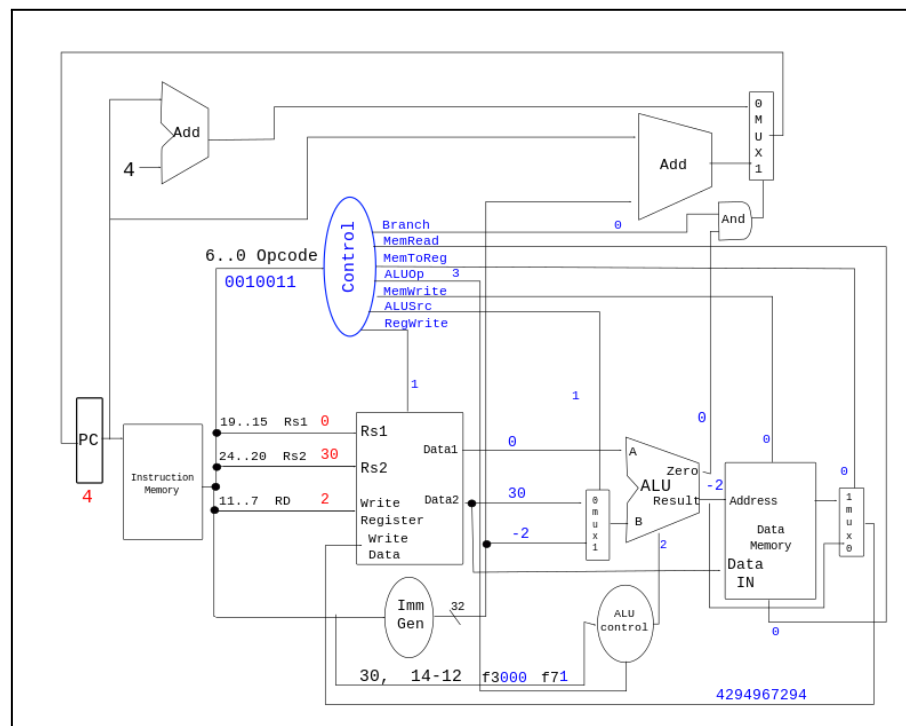 0
M
U
X
1
Add
4
Add
And
Branch 0
MemRead
MemToReg
ALUOp 3
MemWrite
ALUSrc
RegWrite
Control
6..0 Opcode
0010011
1
1
0
0
0
PC
4
Instruction
Memory
19..15 Rs1 0
24..20 Rs2 30
11..7 RD 2
Rs1
Rs2
Write
Register
Write
Data
Data1
Data2
0
30
-2
0
m
u
x
1
A
B
ALU
Zero
Result
-2
2
Address
Data
Memory
Data
IN
1
m
u
x
0
0
Imm
Gen
32
ALU
control
30, 14-12 f3000 f71
4294967294